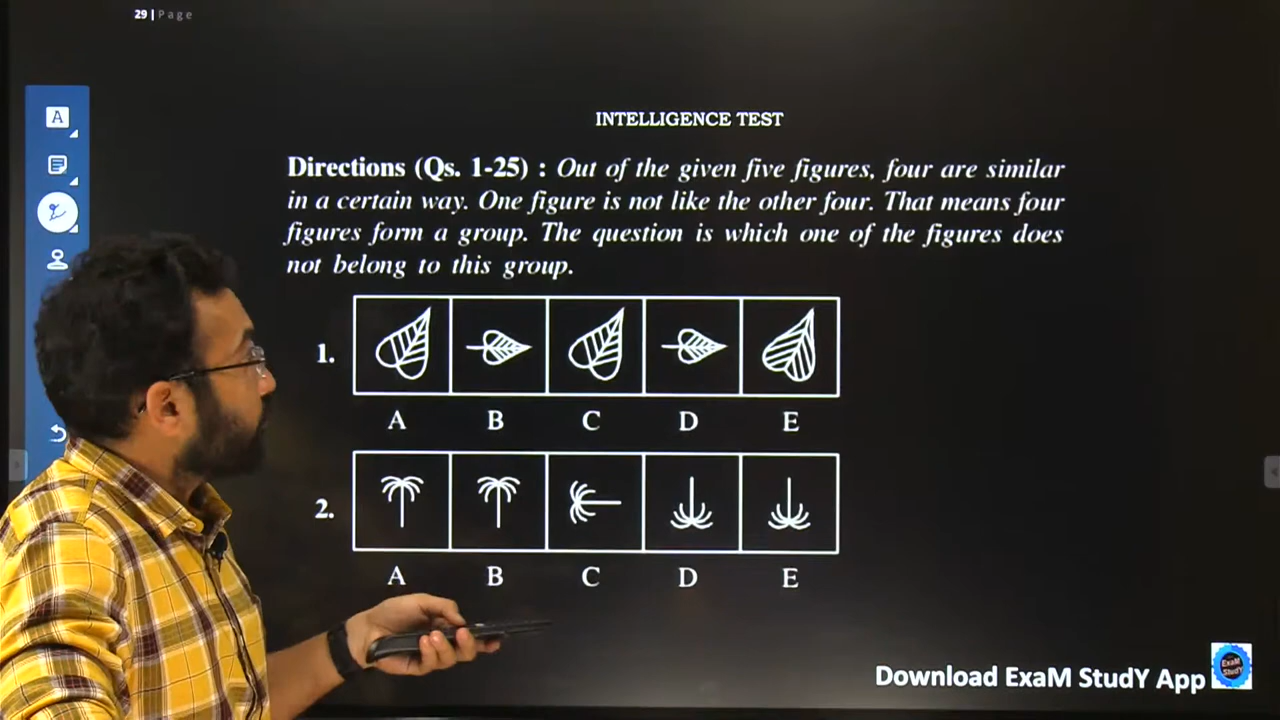 29 | Page
A
INTELLIGENCE TEST
Directions (Qs. 1-25) : Out of the given five figures, four are similar
in a certain way. One figure is not like the other four. That means four
figures form a group. The question is which one of the figures does
not belong to this group.
1.
A B C D E
2.
A B C D E
Download ExaM StudY App
ExaM StudY